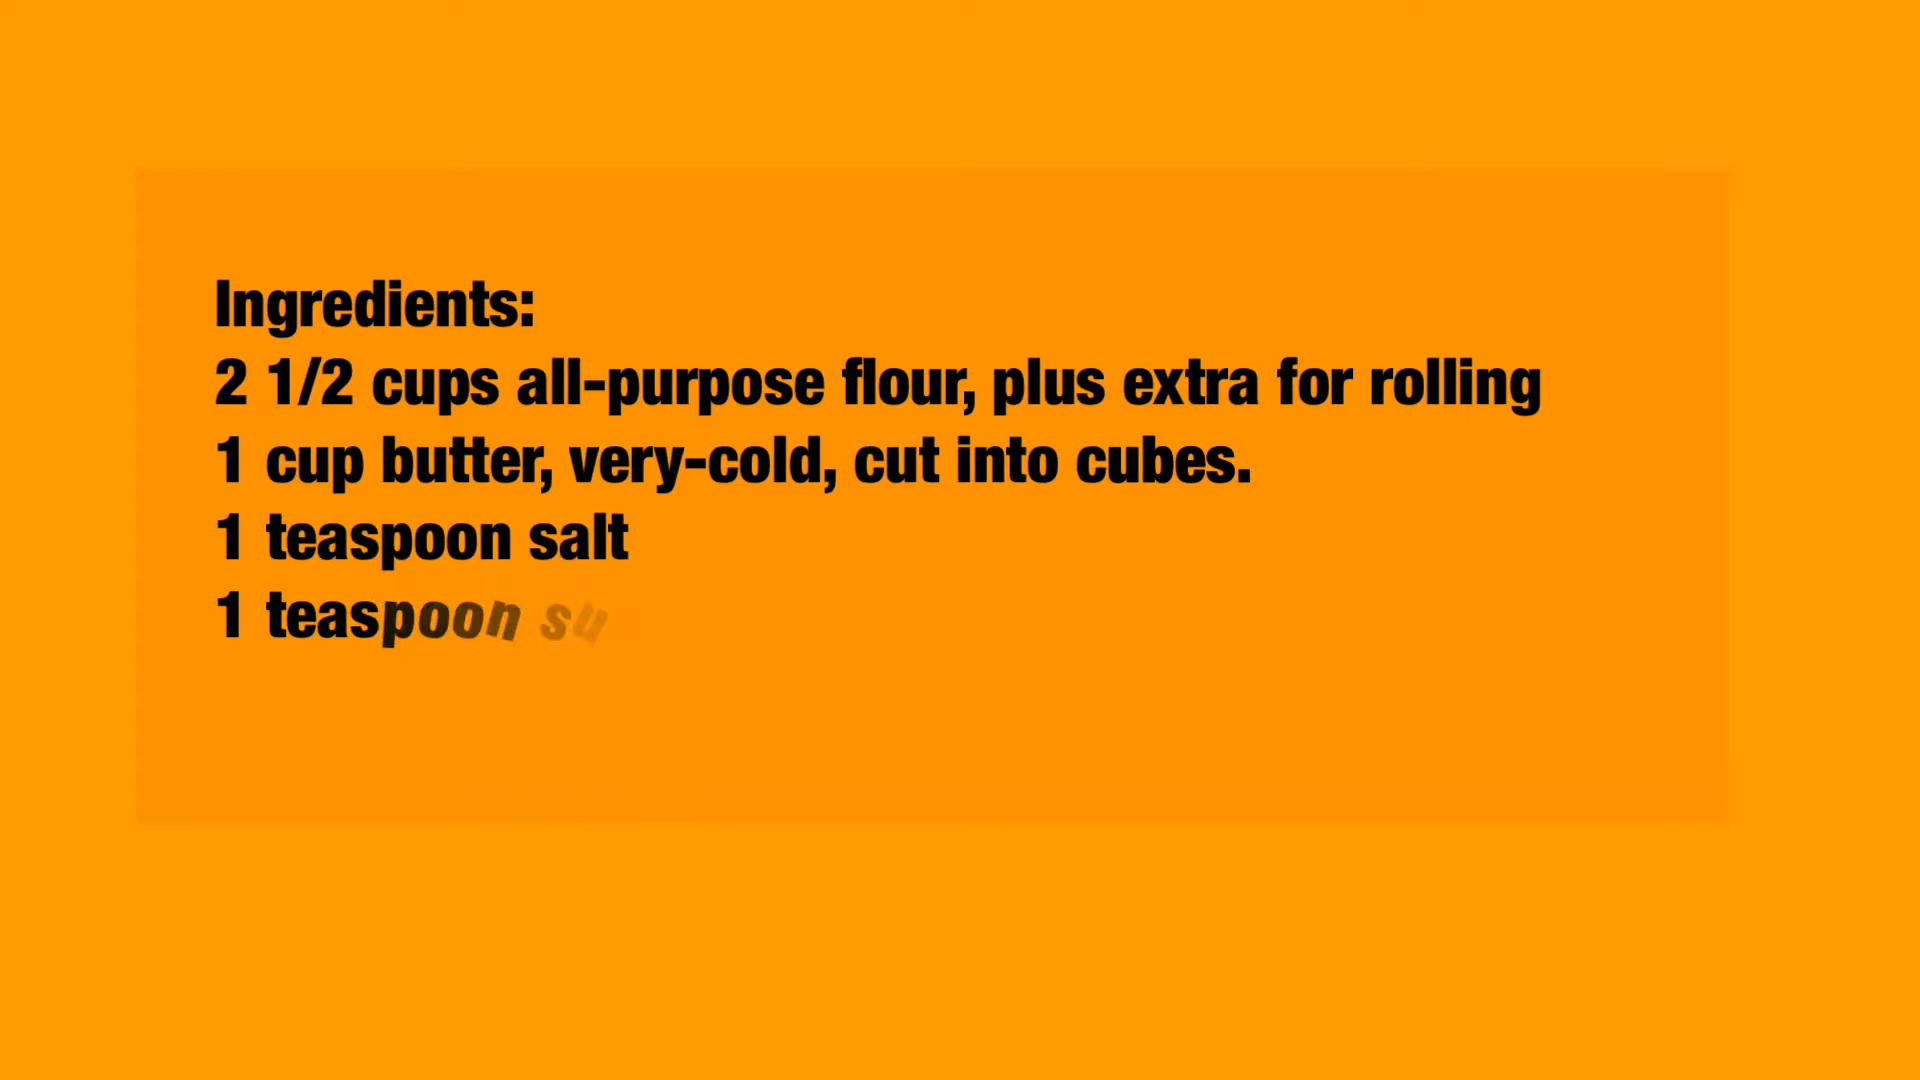 Ingredients:
2 1/2 cups all-purpose flour, plus extra for rolling
1 cup butter, very-cold, cut into cubes.
1 teaspoon salt
1 teaspoon su